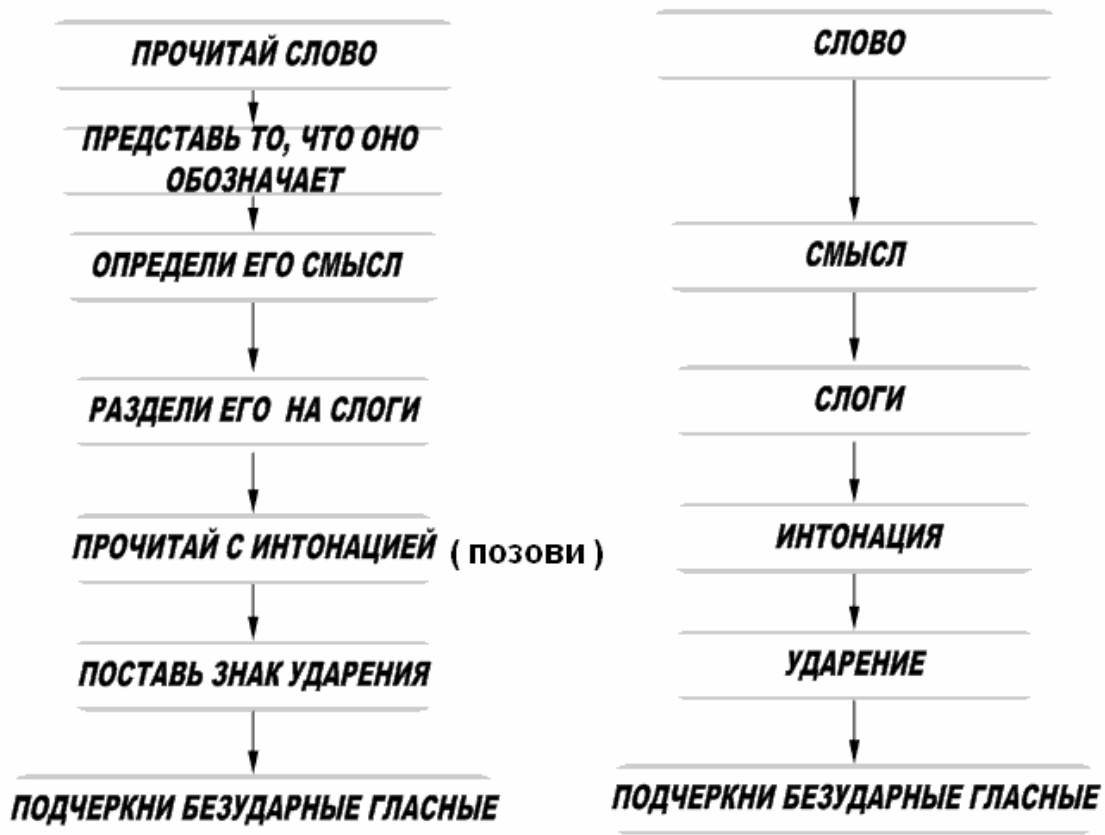 ПРОЧИТАЙ СЛОВО
ПРЕДСТАВЬ ТО, ЧТО ОНО
ОБОЗНАЧАЕТ
ОПРЕДЕЛИ ЕГО СМЫСЛ
РАЗДЕЛИ ЕГО НА СЛОГИ
ПРОЧИТАЙ С ИНТОНАЦИЕЙ ( позови )
ПОСТАВЬ ЗНАК УДАРЕНИЯ
ПОДЧЕРКНИ БЕЗУДАРНЫЕ ГЛАСНЫЕ
СЛОВО
СМЫСЛ
СЛОГИ
ИНТОНАЦИЯ
УДАРЕНИЕ
ПОДЧЕРКНИ БЕЗУДАРНЫЕ ГЛАСНЫЕ